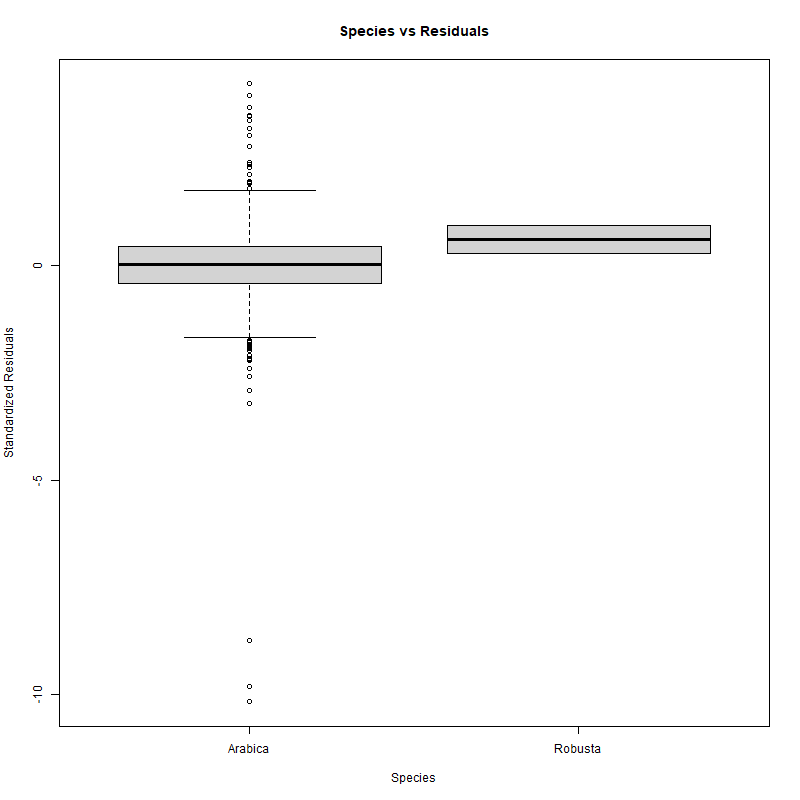 Species vs Residuals
Standardized Residuals
0
-5
-10
Arabica
Robusta
Species